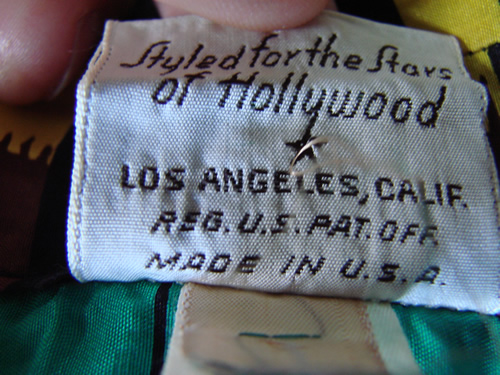 Styled for the Stars
of Hollywood
LOS ANGELES, CALIF.
REG. U.S. PAT. OFF.
MADE IN U.S.A.